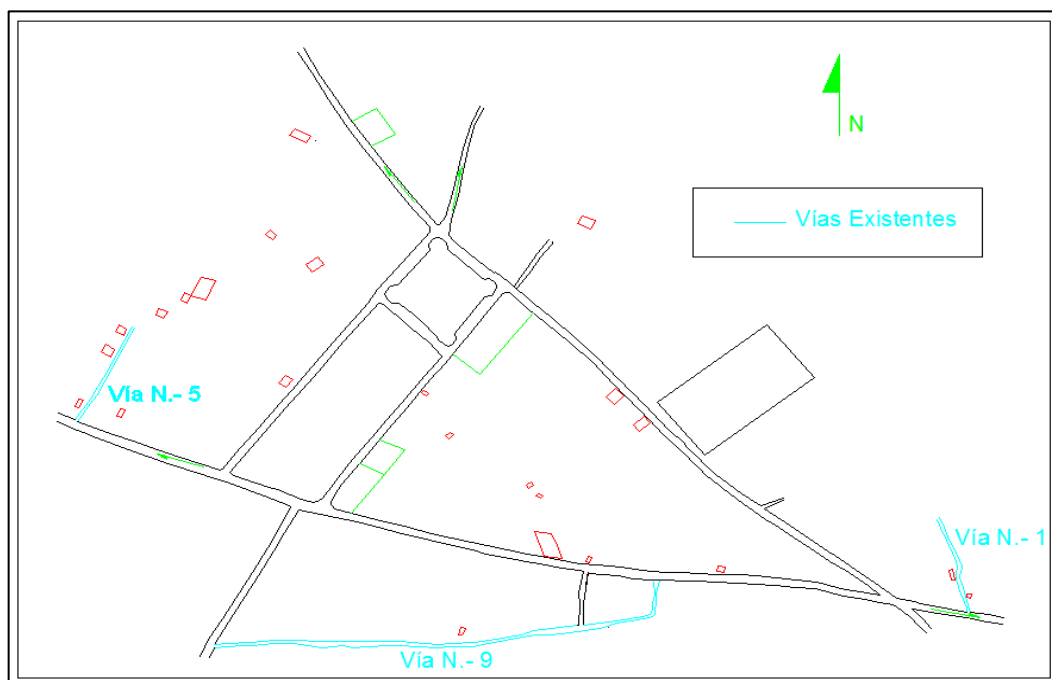 N
Vías Existentes
Vía N.- 5
Vía N.- 1
Vía N.- 9